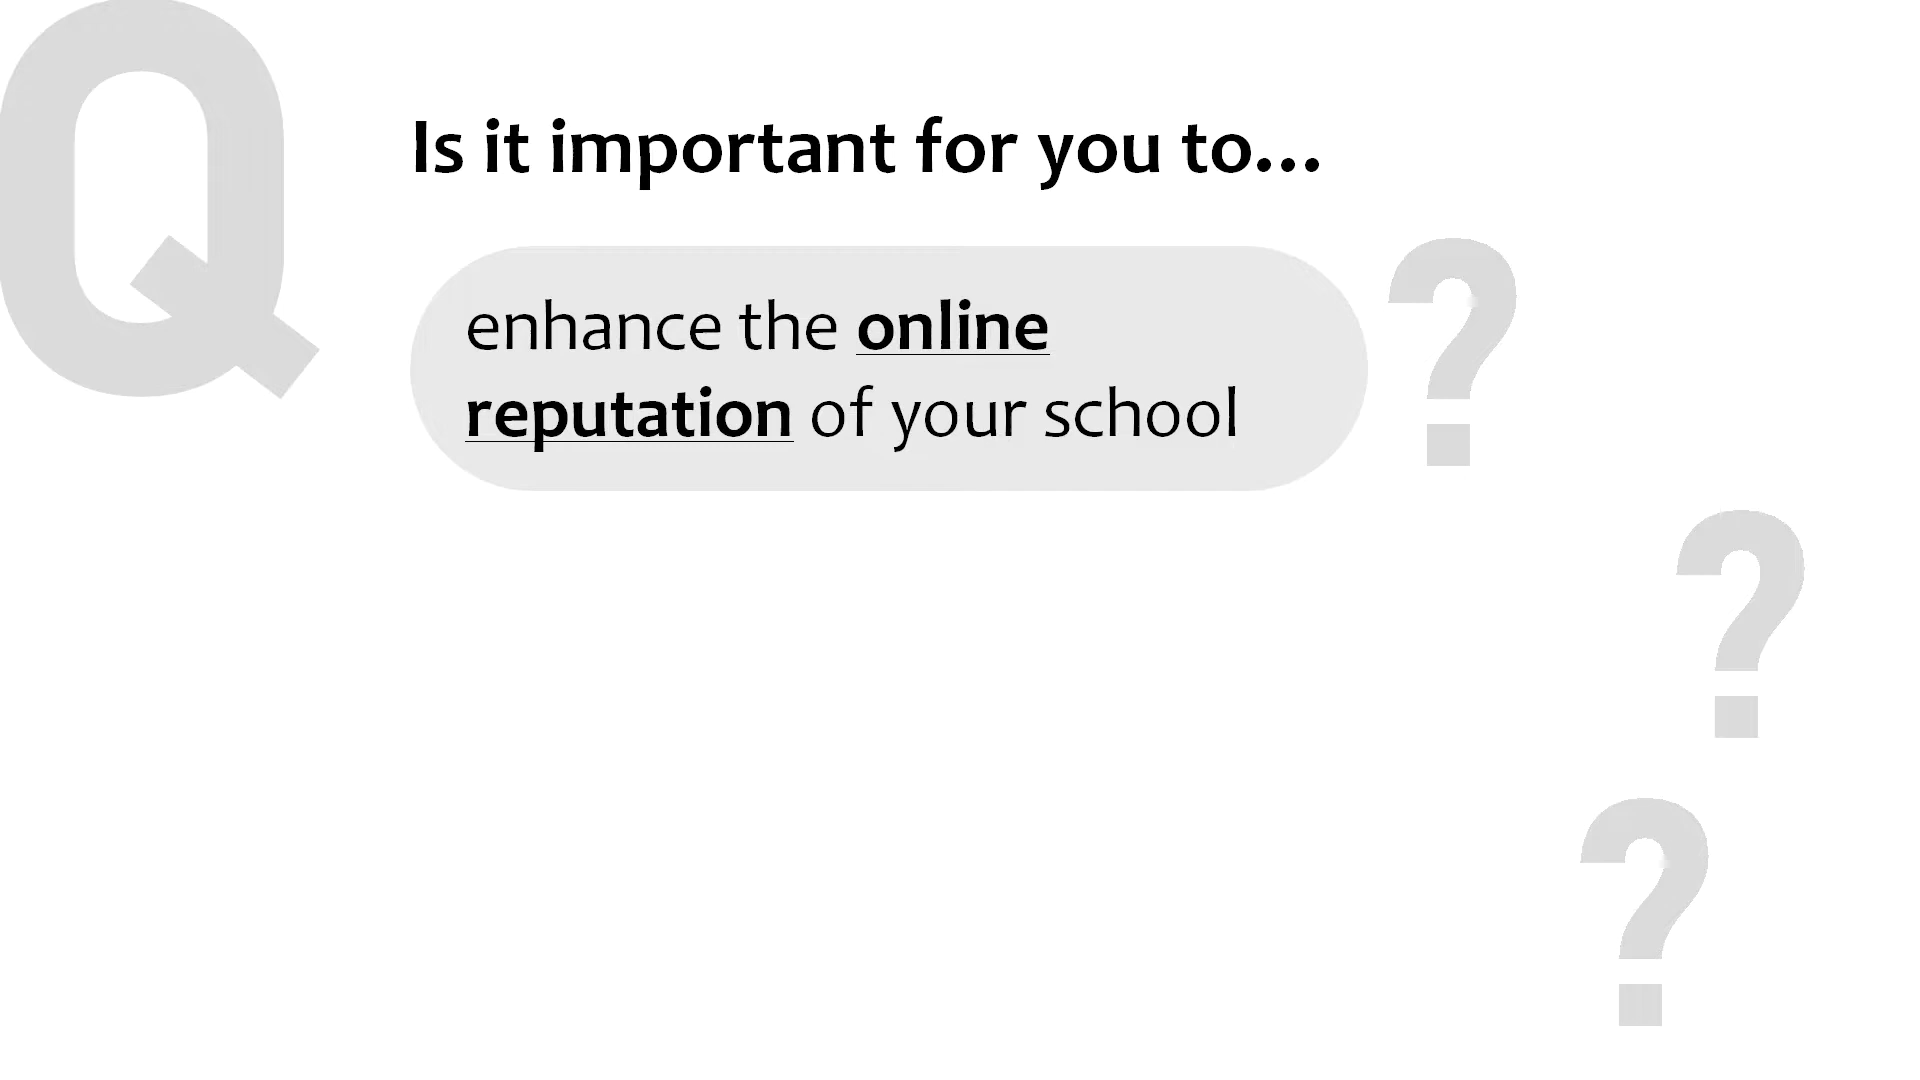 Q
Is it important for you to...
enhance the online
reputation of your school
?
?
?